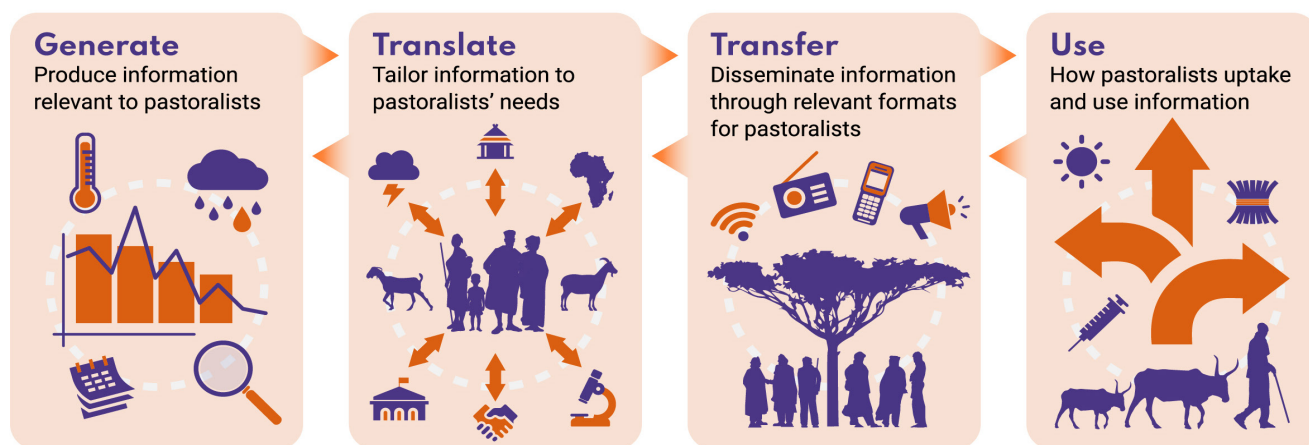 Generate
Produce information
relevant to pastoralists
Translate
Tailor information to
pastoralists’ needs
Transfer
Disseminate information
through relevant formats
for pastoralists
Use
How pastoralists uptake
and use information